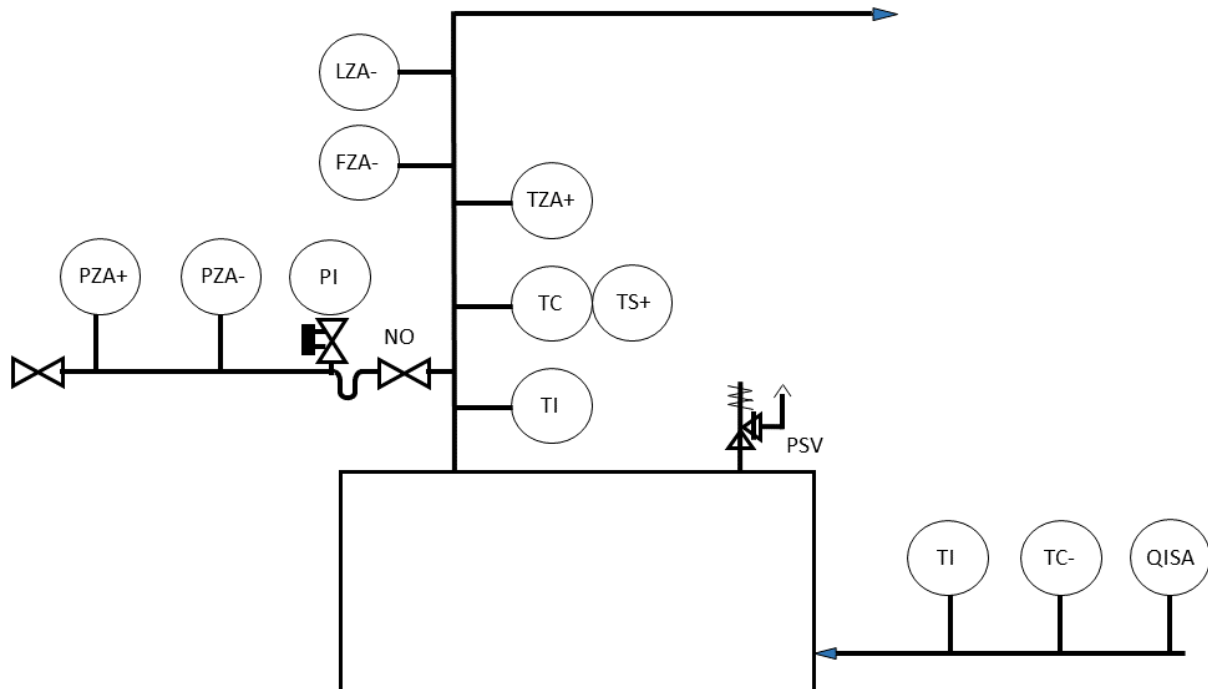 LZA-
FZA-
TZA+
PZA+
PZA-
PI
TC
TS+
NO
TI
PSV
TI
TC-
QISA